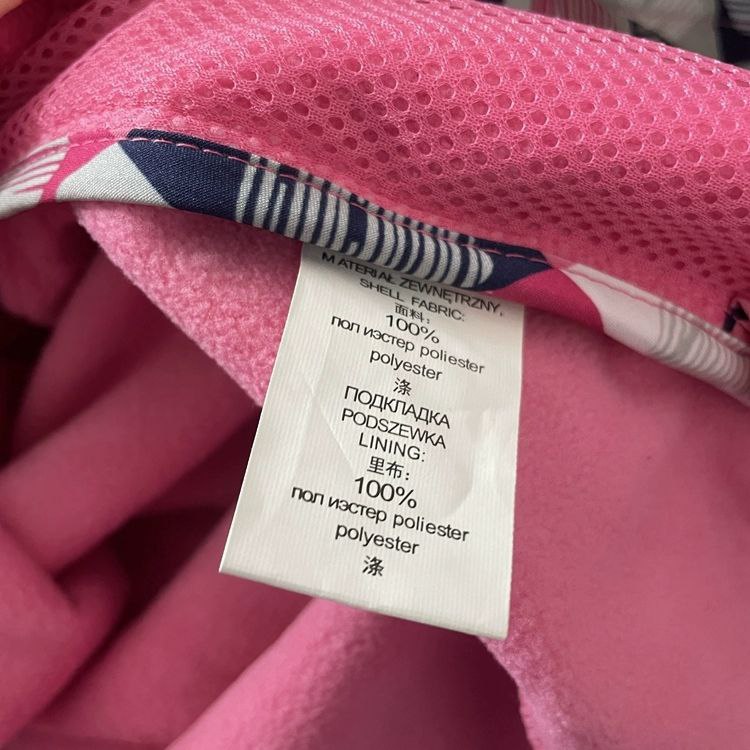 MATERIAŁ ZEWNĘTRZNY,
SHELL FABRIC:
面料:
100%
пол иэстер poliester
polyester
涤
ПОДКЛАДКА
PODSZEWKA
LINING:
里布:
100%
пол иэстер poliester
polyester
涤